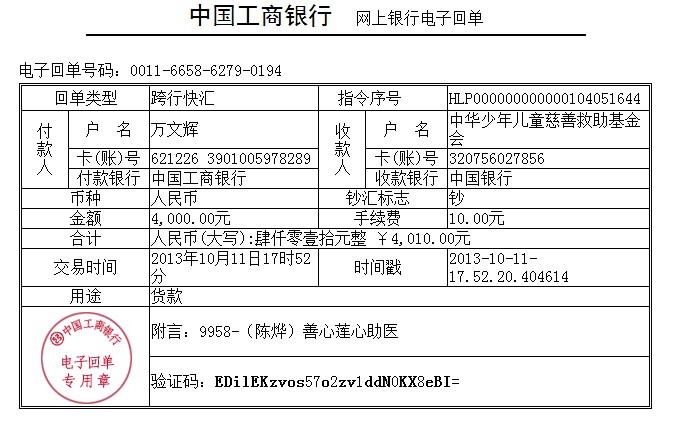 中国工商银行 网上银行电子回单
电子回单号码：0011-6658-6279-0194
回单类型 跨行快汇 指令序号 HLP000000000000104051644
付款人 户 名 万文辉 收款人 户 名 中华少年儿童慈善救助基金
会
卡(账)号 621226 3901005978289 卡(账)号 320756027856
付款银行 中国工商银行 收款银行 中国银行
币种 人民币 钞汇标志 钞
金额 4,000.00元 手续费 10.00元
合计 人民币(大写):肆仟零壹拾元整 ￥4,010.00元
交易时间 2013年10月11日17时52
分 时间戳 2013-10-11-
17.52.20.404614
用途 货款
中国工商银行
电子回单
专用章
附言：9958-（陈烨）善心莲心助医
验证码：EDilEKzvos57o2zv1ddN0KX8eBI=